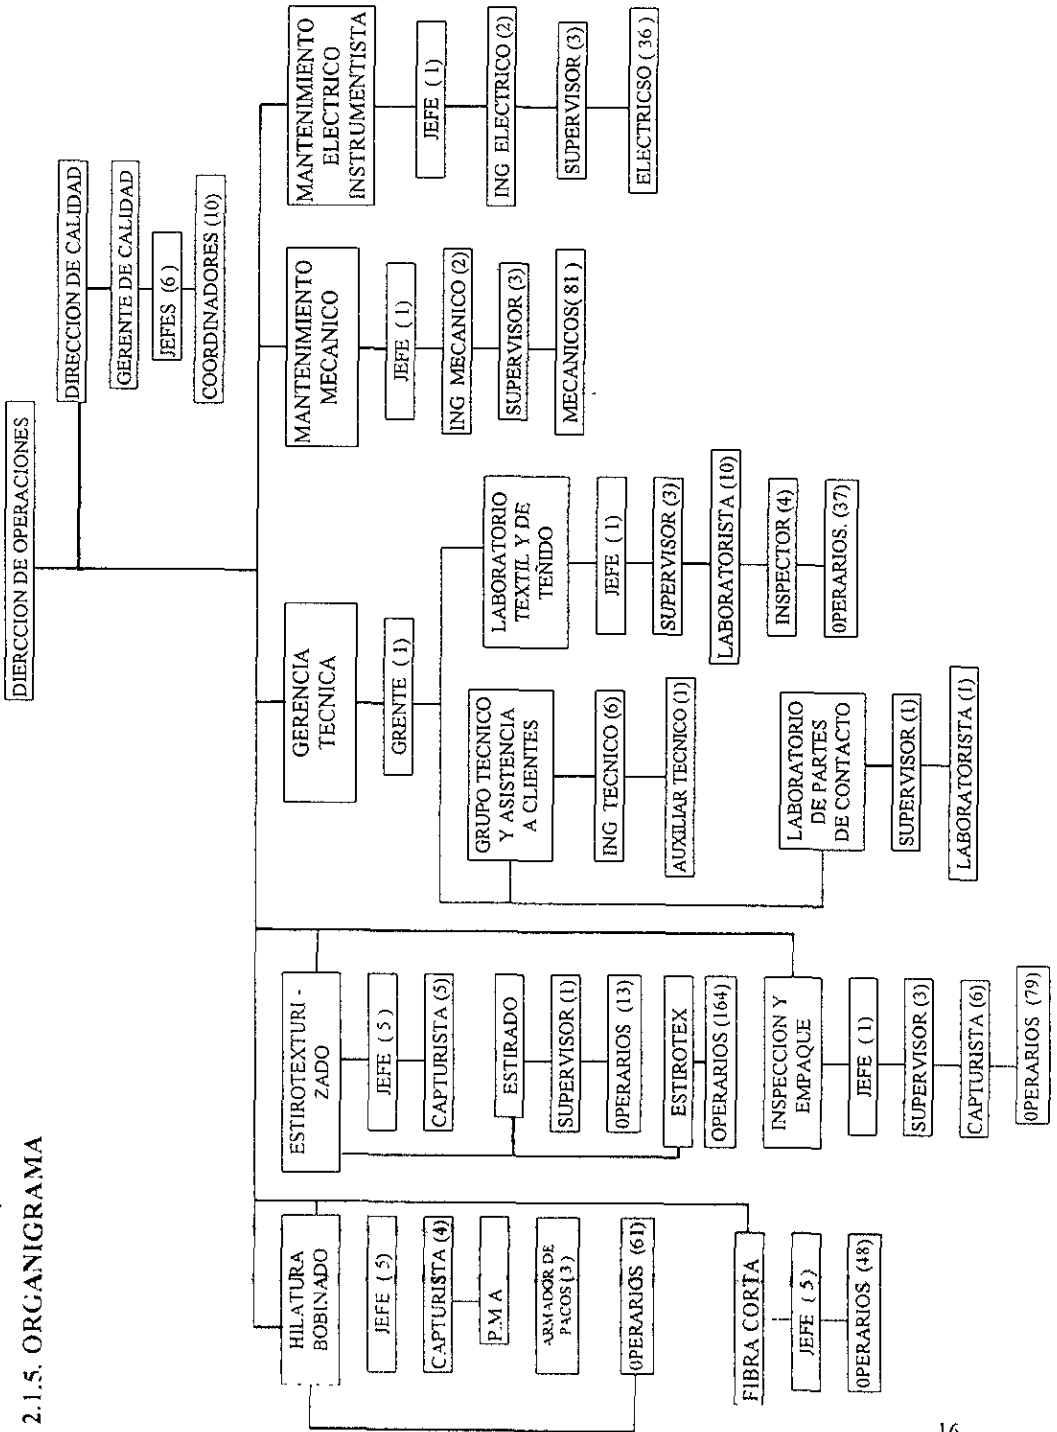 2.1.5. ORGANIGRAMA
DIERCCION DE OPERACIONES
DIRECCION DE CALIDAD
GERENTE DE CALIDAD
JEFES (6)
COORDINADORES (10)
HILATURA
BOBINADO
JEFE (5)
CAPTURISTA (4)
P.M A
ARMADOR DE
PACOS (3)
0PERARIOS (61)
FIBRA CORTA
JEFE (5)
0PERARIOS (48)
ESTIROTEXTURI -
ZADO
JEFE (5)
CAPTURISTA (5)
ESTIRADO
SUPERVISOR (1)
0PERARIOS (13)
ESTIROTEX
OPERARIOS (164)
INSPECCION Y
EMPAQUE
JEFE (1)
SUPERVISOR (3)
CAPTURISTA (6)
0PERARIOS (79)
GERENCIA
TECNICA
GRENTE (1)
GRUPO TECNICO
Y ASISTENCIA
A CLIENTES
ING TECNICO (6)
AUXILIAR TECNICO (1)
LABORATORIO
DE PARTES
DE CONTACTO
SUPERVISOR (1)
LABORATORISTA (1)
LABORATORIO
TEXTIL Y DE
TEÑIDO
JEFE (1)
SUPERVISOR (3)
LABORATORISTA (10)
INSPECTOR (4)
0PERARIOS. (37)
MANTENIMIENTO
MECANICO
JEFE (1)
ING MECANICO (2)
SUPERVISOR (3)
MECANICOS( 81 )
MANTENIMIENTO
ELECTRICO
INSTRUMENTISTA
JEFE (1)
ING ELECTRICO (2)
SUPERVISOR (3)
ELECTRICSO ( 36 )
16